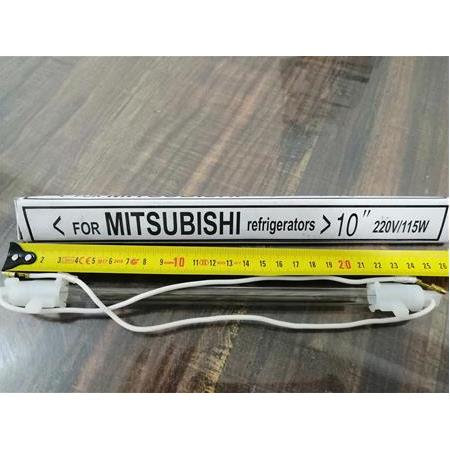 < FOR MITSUBISHI refrigerators > 10" 220V/115W
2 3 4 5 6 7 8 9 10 11 12 13 14 15 16 17 18 19 20 21 22 23 24 25 26